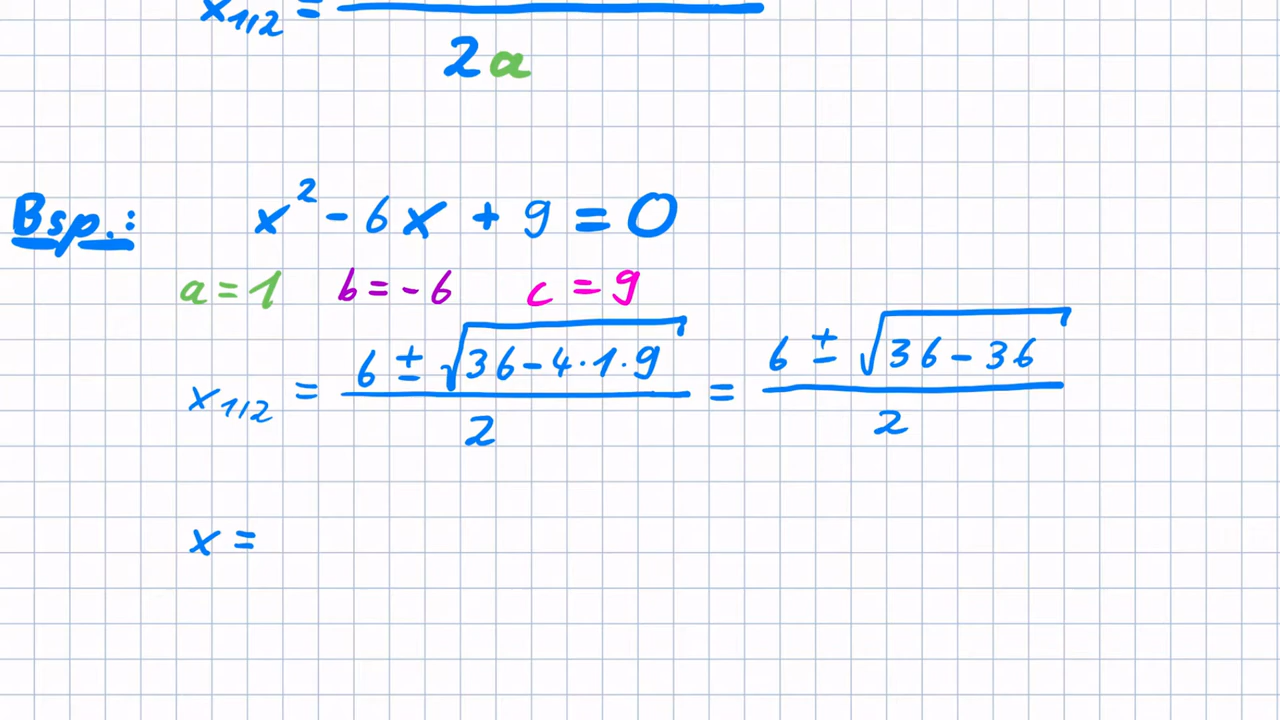 x₁/₂ =
2a
Bsp.: x² - 6x + 9 = 0
a = 1 b = -6 c = 9
x₁/₂ = (6 ± √(36 - 4·1·9)) / 2 = (6 ± √(36 - 36)) / 2
x =